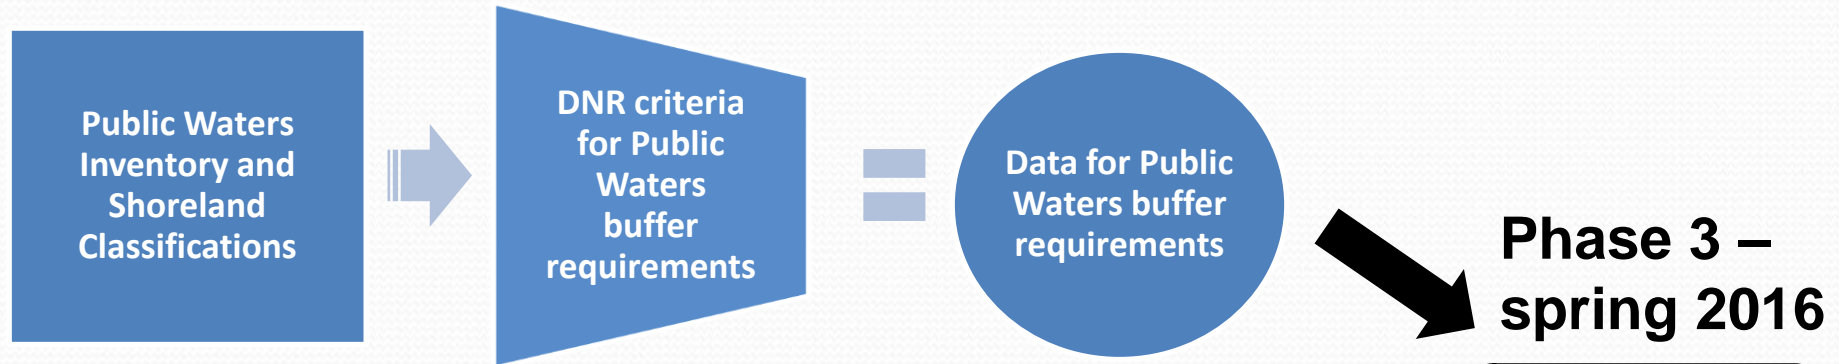 Public Waters
Inventory and
Shoreland
Classifications
DNR criteria
for Public
Waters
buffer
requirements
Data for Public
Waters buffer
requirements
Phase 3 –
spring 2016